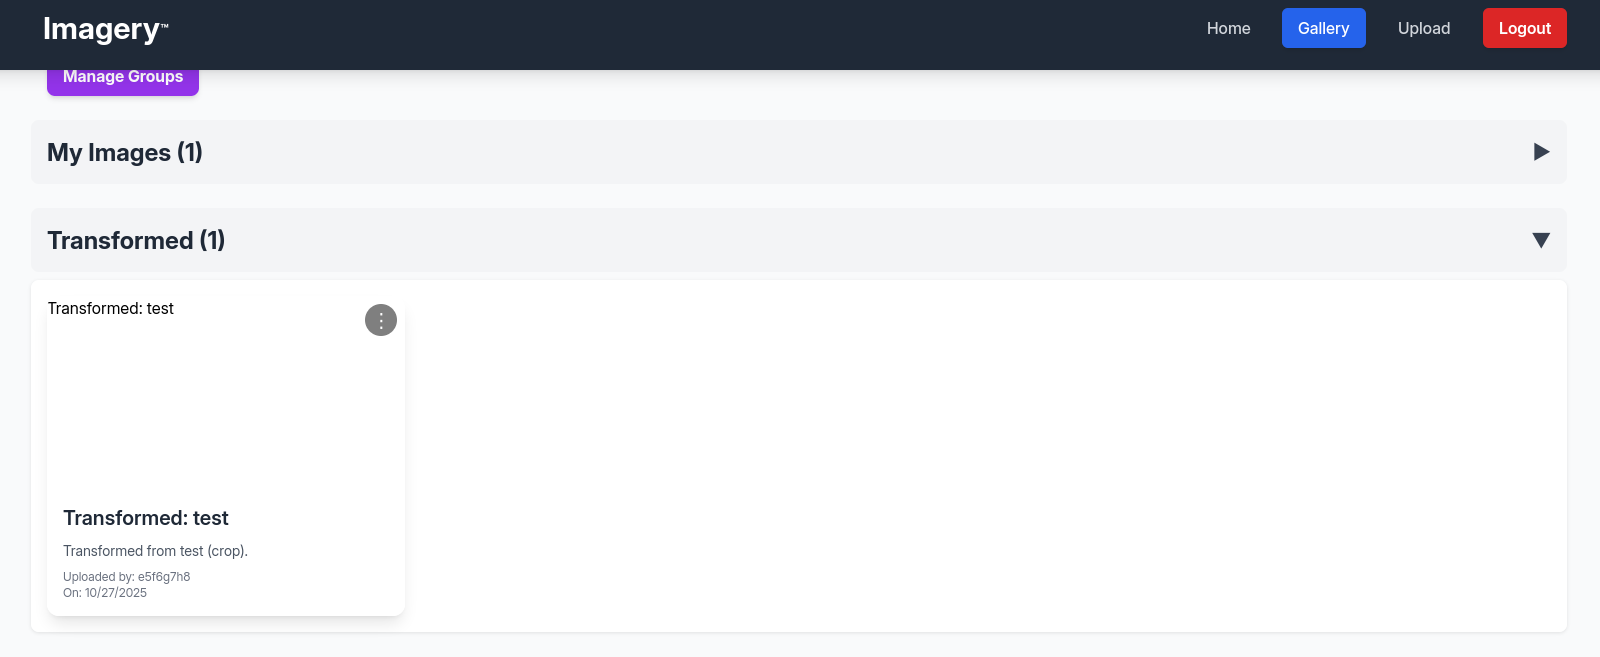 Imagery™
Home
Gallery
Upload
Logout
Manage Groups
My Images (1)
▶
Transformed (1)
▼
Transformed: test
⋮
Transformed: test
Transformed from test (crop).
Uploaded by: e5f6g7h8
On: 10/27/2025